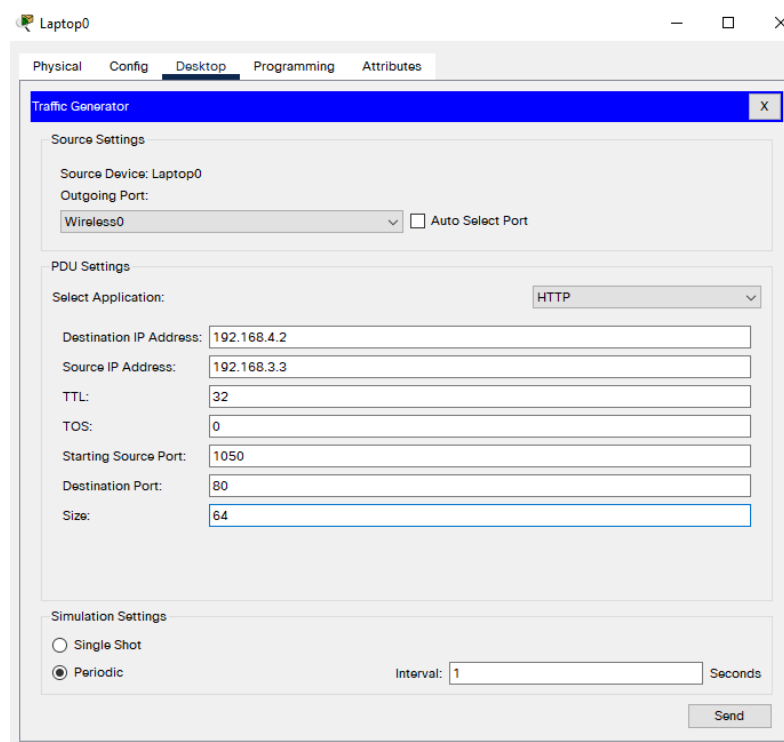 Laptop0
Physical Config Desktop Programming Attributes
Traffic Generator X
Source Settings
Source Device: Laptop0
Outgoing Port:
Wireless0 Auto Select Port
PDU Settings
Select Application: HTTP
Destination IP Address: 192.168.4.2
Source IP Address: 192.168.3.3
TTL: 32
TOS: 0
Starting Source Port: 1050
Destination Port: 80
Size: 64
Simulation Settings
Single Shot
Periodic Interval: 1 Seconds
Send